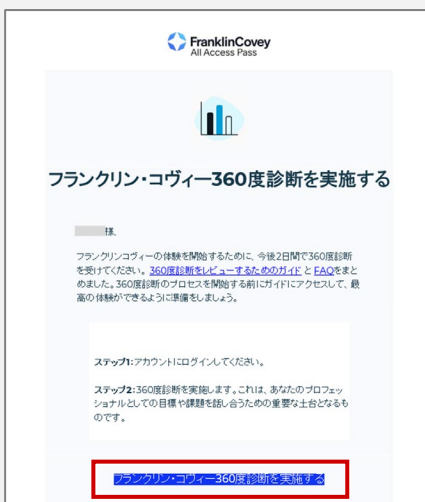 FranklinCovey
All Access Pass
フランクリン・コヴィー360度診断を実施する
様、
フランクリンコヴィーの体験を開始するために、今後2日間で360度診断
を受けてください。360度診断をレビューするためのガイド と FAQをまと
めました。360度診断のプロセスを開始する前にガイドにアクセスして、最
高の体験ができるように準備をしましょう。
ステップ1:アカウントにログインしてください。
ステップ2:360度診断を実施します。これは、あなたのプロフェッ
ショナルとしての目標や課題を話し合うための重要な土台となるも
のです。
フランクリン・コヴィー360度診断を実施する